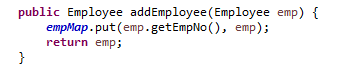 public Employee addEmployee(Employee emp) {
    empMap.put(emp.getEmpNo(), emp);
    return emp;
}